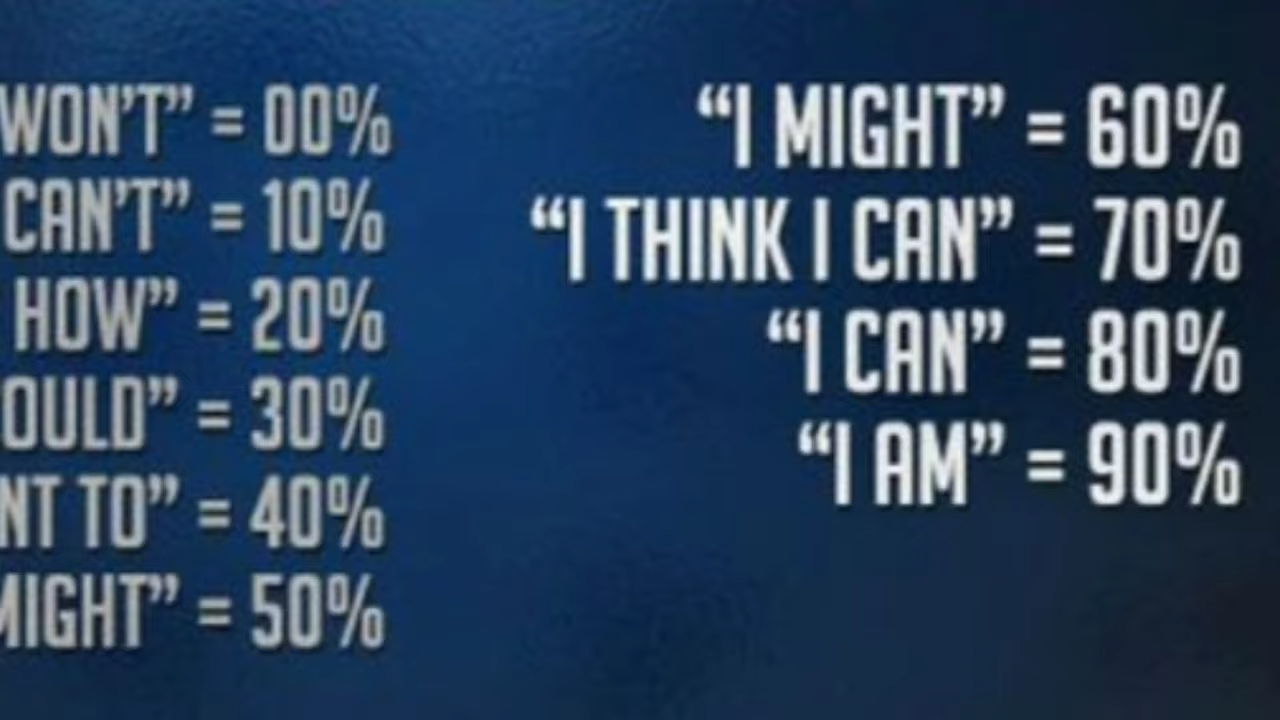 WON'T" = 00%
CAN'T" = 10%
HOW" = 20%
OULD" = 30%
NT TO" = 40%
MIGHT" = 50%
"I MIGHT" = 60%
"I THINK I CAN" = 70%
"I CAN" = 80%
"I AM" = 90%